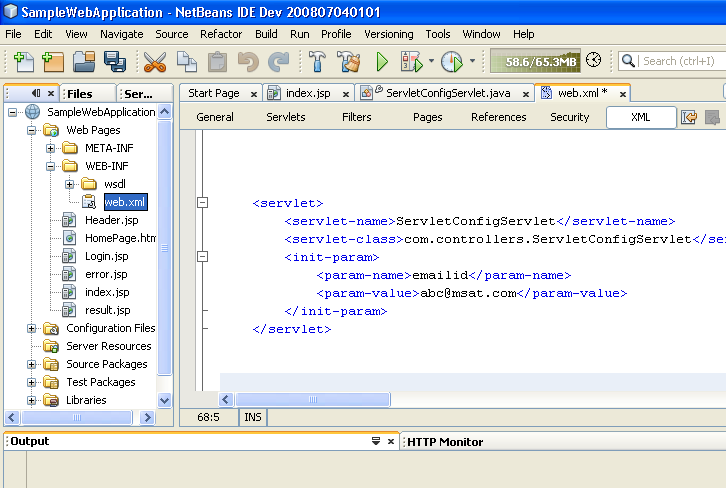 SampleWebApplication - NetBeans IDE Dev 200807040101
File Edit View Navigate Source Refactor Build Run Profile Versioning Tools Window Help
58.6/65.3MB
Search (Ctrl+I)
Files
Ser...
Start Page
index.jsp
ServletConfigServlet.java
web.xml *
General Servlets Filters Pages References Security XML
SampleWebApplication
Web Pages
META-INF
WEB-INF
wsdl
web.xml
Header.jsp
HomePage.htm
Login.jsp
error.jsp
index.jsp
result.jsp
Configuration Files
Server Resources
Source Packages
Test Packages
Libraries
<servlet>
<servlet-name>ServletConfigServlet</servlet-name>
<servlet-class>com.controllers.ServletConfigServlet</ser
<init-param>
<param-name>emailid</param-name>
<param-value>abc@msat.com</param-value>
</init-param>
</servlet>
68:5 INS
Output
HTTP Monitor